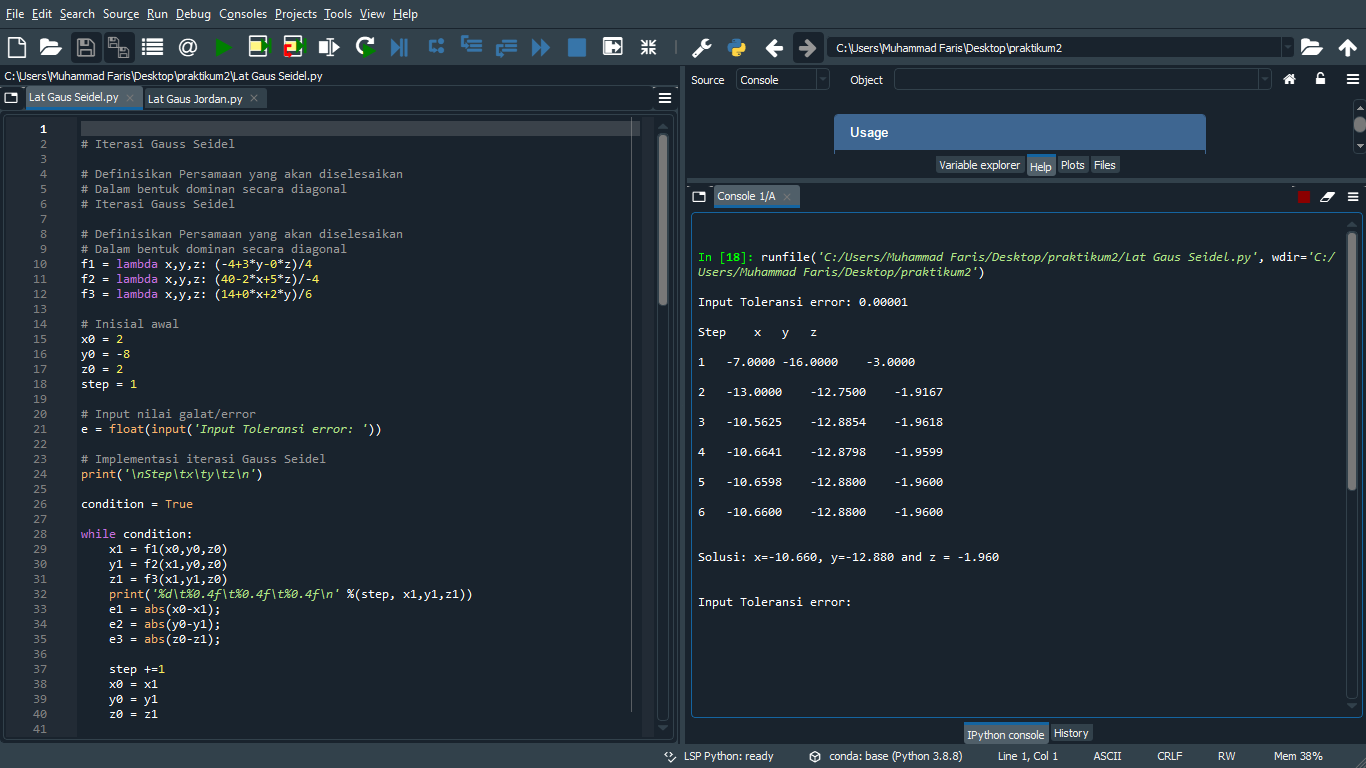 File Edit Search Source Run Debug Consoles Projects Tools View Help
C:\Users\Muhammad Faris\Desktop\praktikum2
C:\Users\Muhammad Faris\Desktop\praktikum2\Lat Gaus Seidel.py
Lat Gaus Seidel.py
Lat Gaus Jordan.py
1
2 # Iterasi Gauss Seidel
3
4 # Definisikan Persamaan yang akan diselesaikan
5 # Dalam bentuk dominan secara diagonal
6 # Iterasi Gauss Seidel
7
8 # Definisikan Persamaan yang akan diselesaikan
9 # Dalam bentuk dominan secara diagonal
10 f1 = lambda x,y,z: (-4+3*y-0*z)/4
11 f2 = lambda x,y,z: (40-2*x+5*z)/-4
12 f3 = lambda x,y,z: (14+0*x+2*y)/6
13
14 # Inisial awal
15 x0 = 2
16 y0 = -8
17 z0 = 2
18 step = 1
19
20 # Input nilai galat/error
21 e = float(input('Input Toleransi error: '))
22
23 # Implementasi iterasi Gauss Seidel
24 print('\nStep\tx\ty\tz\n')
25
26 condition = True
27
28 while condition:
29 x1 = f1(x0,y0,z0)
30 y1 = f2(x1,y0,z0)
31 z1 = f3(x1,y1,z0)
32 print('%d\t%0.4f\t%0.4f\t%0.4f\n' %(step, x1,y1,z1))
33 e1 = abs(x0-x1);
34 e2 = abs(y0-y1);
35 e3 = abs(z0-z1);
36
37 step +=1
38 x0 = x1
39 y0 = y1
40 z0 = z1
41
Source Console Object
Usage
Variable explorer Help Plots Files
Console 1/A
In [18]: runfile('C:/Users/Muhammad Faris/Desktop/praktikum2/Lat Gaus Seidel.py', wdir='C:/
Users/Muhammad Faris/Desktop/praktikum2')
Input Toleransi error: 0.00001
Step x y z
1 -7.0000 -16.0000 -3.0000
2 -13.0000 -12.7500 -1.9167
3 -10.5625 -12.8854 -1.9618
4 -10.6641 -12.8798 -1.9599
5 -10.6598 -12.8800 -1.9600
6 -10.6600 -12.8800 -1.9600
Solusi: x=-10.660, y=-12.880 and z = -1.960
Input Toleransi error:
IPython console History
LSP Python: ready conda: base (Python 3.8.8) Line 1, Col 1 ASCII CRLF RW Mem 38%